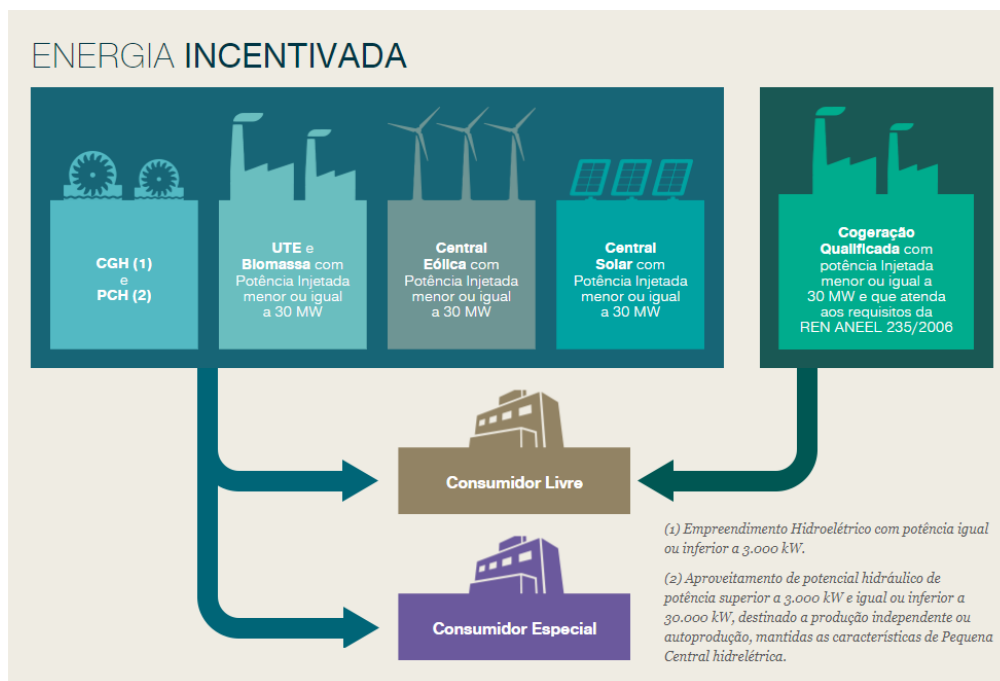 ENERGIA INCENTIVADA
CGH (1)
e
PCH (2)
UTE e
Biomassa com
Potência Injetada
menor ou igual
a 30 MW
Central
Eólica com
Potência Injetada
menor ou igual
a 30 MW
Central
Solar com
Potência Injetada
menor ou igual
a 30 MW
Cogeração
Qualificada com
potência Injetada
menor ou igual a
30 MW e que atenda
aos requisitos da
REN ANEEL 235/2006
Consumidor Livre
Consumidor Especial
(1) Empreendimento Hidroelétrico com potência igual
ou inferior a 3.000 kW.
(2) Aproveitamento de potencial hidráulico de
potência superior a 3.000 kW e igual ou inferior a
30.000 kW, destinado a produção independente ou
autoprodução, mantidas as características de Pequena
Central hidrelétrica.